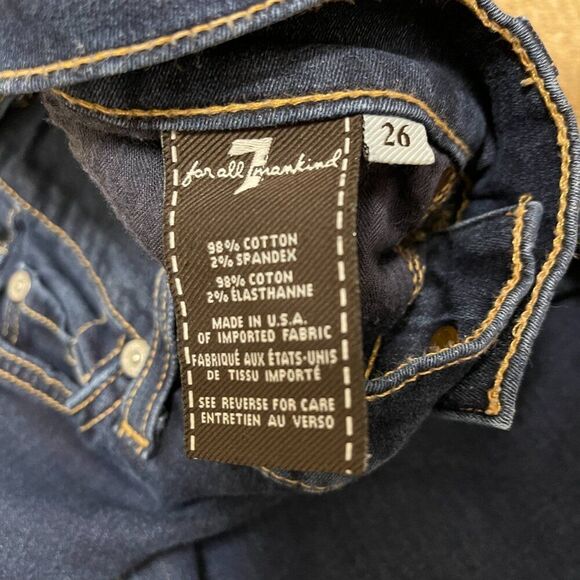 7
for all mankind
26
98% COTTON
2% SPANDEX
98% COTON
2% ÉLASTHANNE
MADE IN U.S.A.
OF IMPORTED FABRIC
FABRIQUÉ AUX ÉTATS-UNIS
DE TISSU IMPORTÉ
SEE REVERSE FOR CARE
ENTRETIEN AU VERSO